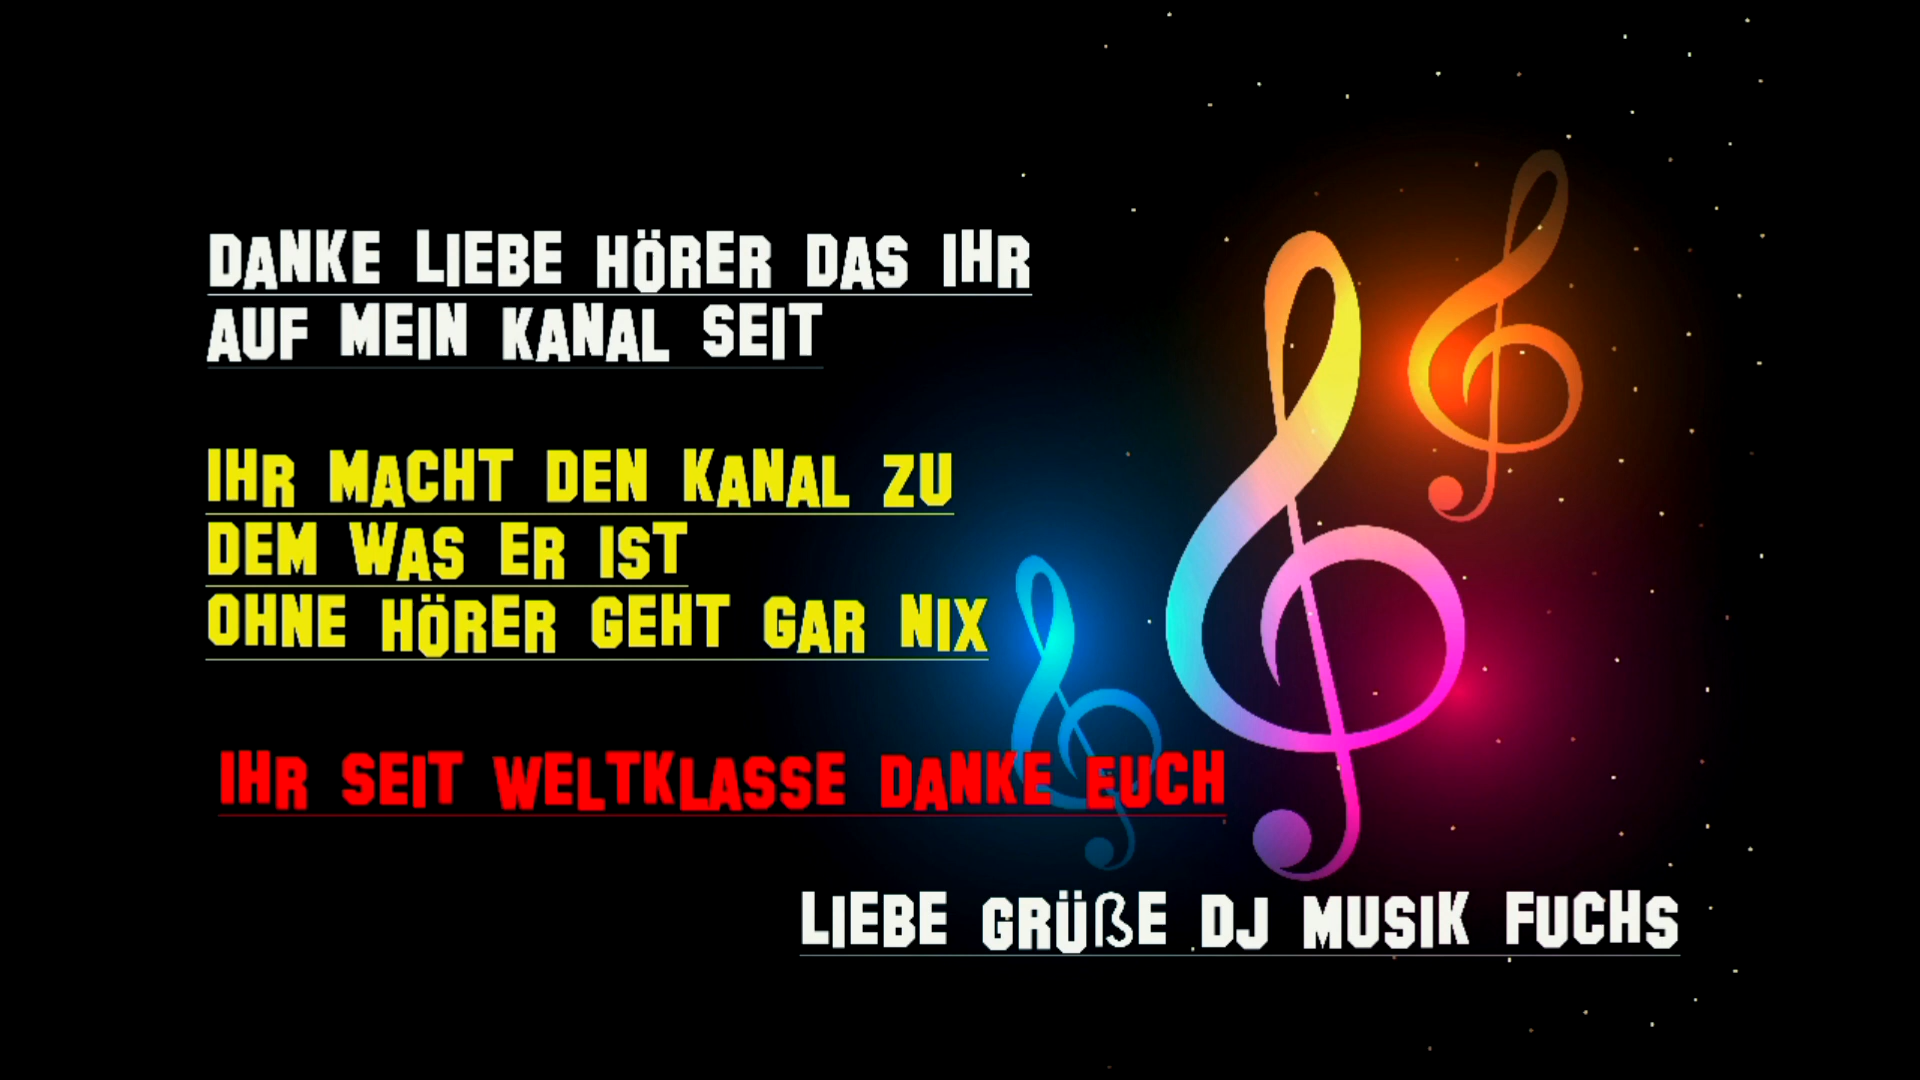 DANKE LIEBE HÖRER DAS IHR
AUF MEIN KANAL SEIT
IHR MACHT DEN KANAL ZU
DEM WAS ER IST
OHNE HÖRER GEHT GAR NIX
IHR SEIT WELTKLASSE DANKE EUCH
LIEBE GRÜßE DJ MUSIK FUCHS